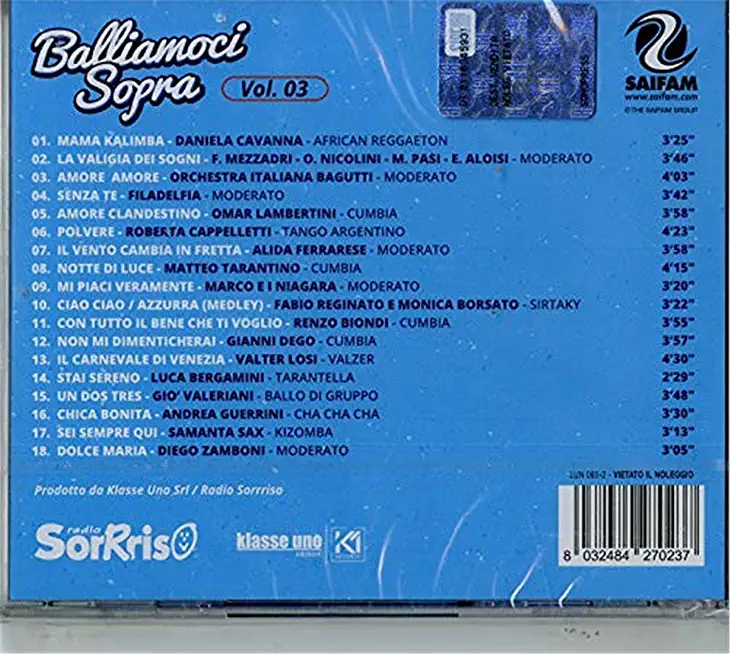 Balliamoci
Sopra
Vol. 03
SAIFAM
www.saifam.com
© THE SAIFAM GROUP
01. MAMA KALIMBA - DANIELA CAVANNA - AFRICAN REGGAETON 3'25"
02. LA VALIGIA DEI SOGNI - F. MEZZADRI - O. NICOLINI - M. PASI - E. ALOISI - MODERATO 3'46"
03. AMORE AMORE - ORCHESTRA ITALIANA BAGUTTI - MODERATO 4'03"
04. SENZA TE - FILADELFIA - MODERATO 3'42"
05. AMORE CLANDESTINO - OMAR LAMBERTINI - CUMBIA 3'58"
06. POLVERE - ROBERTA CAPPELLETTI - TANGO ARGENTINO 4'23"
07. IL VENTO CAMBIA IN FRETTA - ALIDA FERRARESE - MODERATO 3'58"
08. NOTTE DI LUCE - MATTEO TARANTINO - CUMBIA 4'15"
09. MI PIACI VERAMENTE - MARCO E I NIAGARA - MODERATO 3'20"
10. CIAO CIAO / AZZURRA (MEDLEY) - FABIO REGINATO E MONICA BORSATO - SIRTAKY 3'22"
11. CON TUTTO IL BENE CHE TI VOGLIO - RENZO BIONDI - CUMBIA 3'55"
12. NON MI DIMENTICHERAI - GIANNI DEGO - CUMBIA 3'57"
13. IL CARNEVALE DI VENEZIA - VALTER LOSI - VALZER 4'30"
14. STAI SERENO - LUCA BERGAMINI - TARANTELLA 2'29"
15. UN DOS TRES - GIO' VALERIANI - BALLO DI GRUPPO 3'48"
16. CHICA BONITA - ANDREA GUERRINI - CHA CHA CHA 3'30"
17. SEI SEMPRE QUI - SAMANTA SAX - KIZOMBA 3'13"
18. DOLCE MARIA - DIEGO ZAMBONI - MODERATO 3'05"
VIETATO IL NOLEGGIO
Prodotto da Klasse Uno Srl / Radio Sorrriso
radio
SorRriso
klasse uno
K1
8 032484 270237